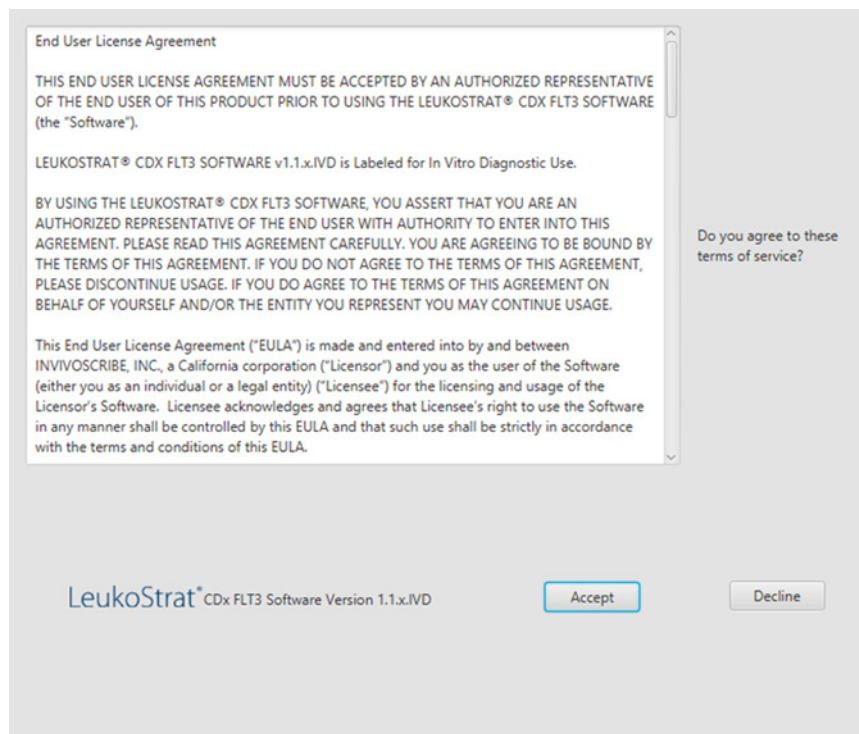 End User License Agreement
THIS END USER LICENSE AGREEMENT MUST BE ACCEPTED BY AN AUTHORIZED REPRESENTATIVE
OF THE END USER OF THIS PRODUCT PRIOR TO USING THE LEUKOSTRAT® CDX FLT3 SOFTWARE
(the "Software").
LEUKOSTRAT® CDX FLT3 SOFTWARE v1.1.x.IVD is Labeled for In Vitro Diagnostic Use.
BY USING THE LEUKOSTRAT® CDX FLT3 SOFTWARE, YOU ASSERT THAT YOU ARE AN
AUTHORIZED REPRESENTATIVE OF THE END USER WITH AUTHORITY TO ENTER INTO THIS
AGREEMENT. PLEASE READ THIS AGREEMENT CAREFULLY. YOU ARE AGREEING TO BE BOUND BY
THE TERMS OF THIS AGREEMENT. IF YOU DO NOT AGREE TO THE TERMS OF THIS AGREEMENT,
PLEASE DISCONTINUE USAGE. IF YOU DO AGREE TO THE TERMS OF THIS AGREEMENT ON
BEHALF OF YOURSELF AND/OR THE ENTITY YOU REPRESENT YOU MAY CONTINUE USAGE.
This End User License Agreement ("EULA") is made and entered into by and between
INVIVOSCRIBE, INC., a California corporation ("Licensor") and you as the user of the Software
(either you as an individual or a legal entity) ("Licensee") for the licensing and usage of the
Licensor's Software. Licensee acknowledges and agrees that Licensee's right to use the Software
in any manner shall be controlled by this EULA and that such use shall be strictly in accordance
with the terms and conditions of this EULA.
Do you agree to these
terms of service?
LeukoStrat® CDx FLT3 Software Version 1.1.x.IVD
Accept
Decline